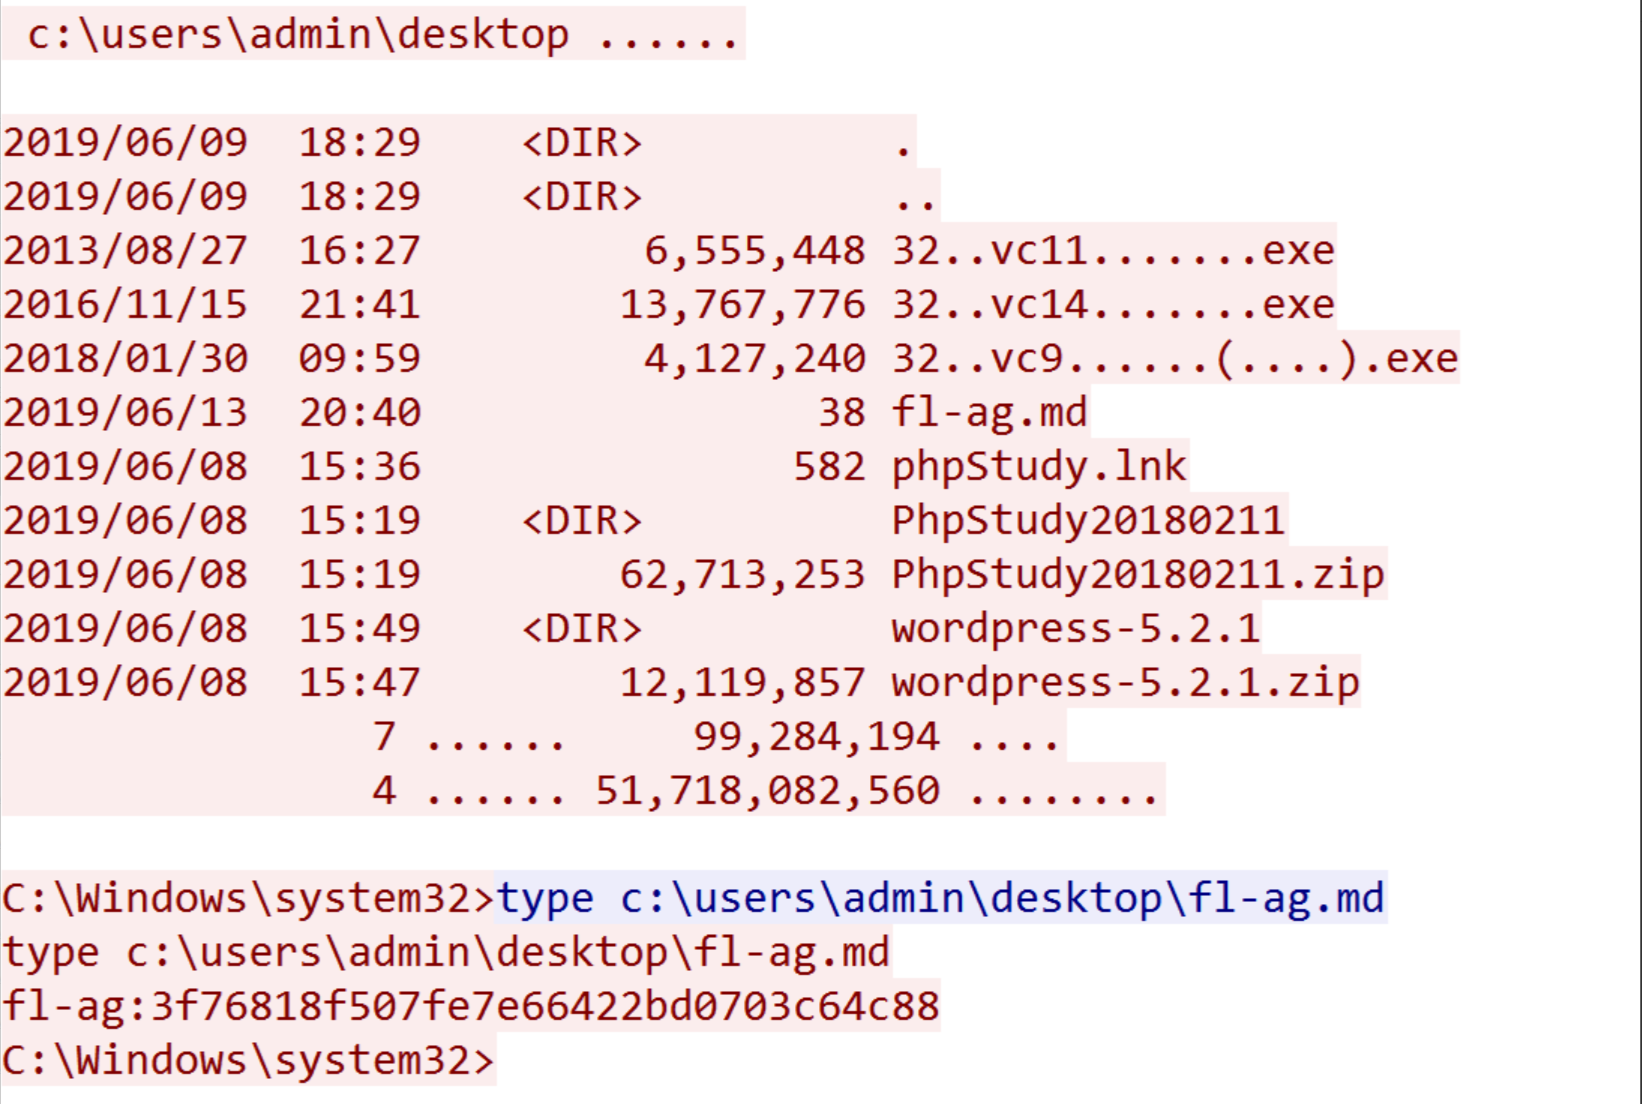 c:\users\admin\desktop ......
2019/06/09  18:29    <DIR>          .
2019/06/09  18:29    <DIR>          ..
2013/08/27  16:27         6,555,448 32..vc11.......exe
2016/11/15  21:41        13,767,776 32..vc14.......exe
2018/01/30  09:59         4,127,240 32..vc9......(....).exe
2019/06/13  20:40                38 fl-ag.md
2019/06/08  15:36               582 phpStudy.lnk
2019/06/08  15:19    <DIR>          PhpStudy20180211
2019/06/08  15:19        62,713,253 PhpStudy20180211.zip
2019/06/08  15:49    <DIR>          wordpress-5.2.1
2019/06/08  15:47        12,119,857 wordpress-5.2.1.zip
7 ......     99,284,194 ....
4 ...... 51,718,082,560 ........
C:\Windows\system32>type c:\users\admin\desktop\fl-ag.md
type c:\users\admin\desktop\fl-ag.md
fl-ag:3f76818f507fe7e66422bd0703c64c88
C:\Windows\system32>